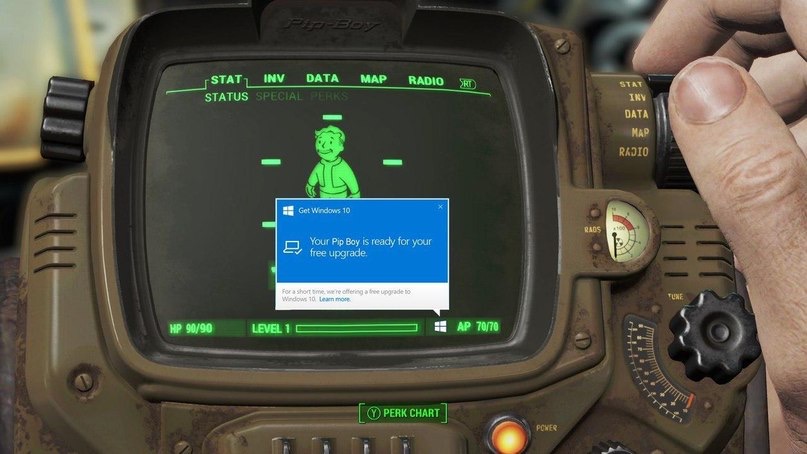 Pip-Boy
STAT INV DATA MAP RADIO RT
STATUS SPECIAL PERKS
Get Windows 10
Your Pip Boy is ready for your
free upgrade.
For a short time, we're offering a free upgrade to
Windows 10. Learn more.
HP 90/90 LEVEL 1 AP 70/70
Y PERK CHART
STAT
INV
DATA
MAP
RADIO
RADS
x100
TUNE
POWER